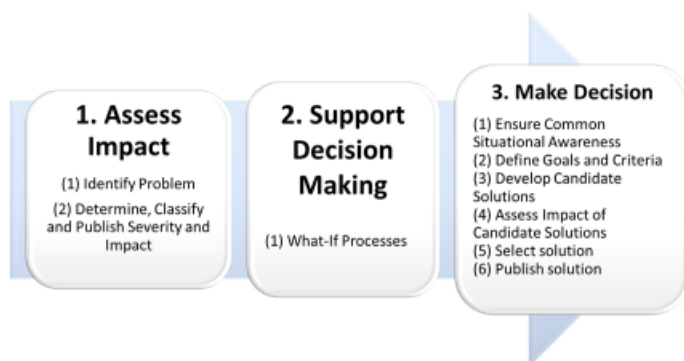 1. Assess
Impact
(1) Identify Problem
(2) Determine, Classify
and Publish Severity and
Impact
2. Support
Decision
Making
(1) What-If Processes
3. Make Decision
(1) Ensure Common
Situational Awareness
(2) Define Goals and Criteria
(3) Develop Candidate
Solutions
(4) Assess Impact of
Candidate Solutions
(5) Select solution
(6) Publish solution